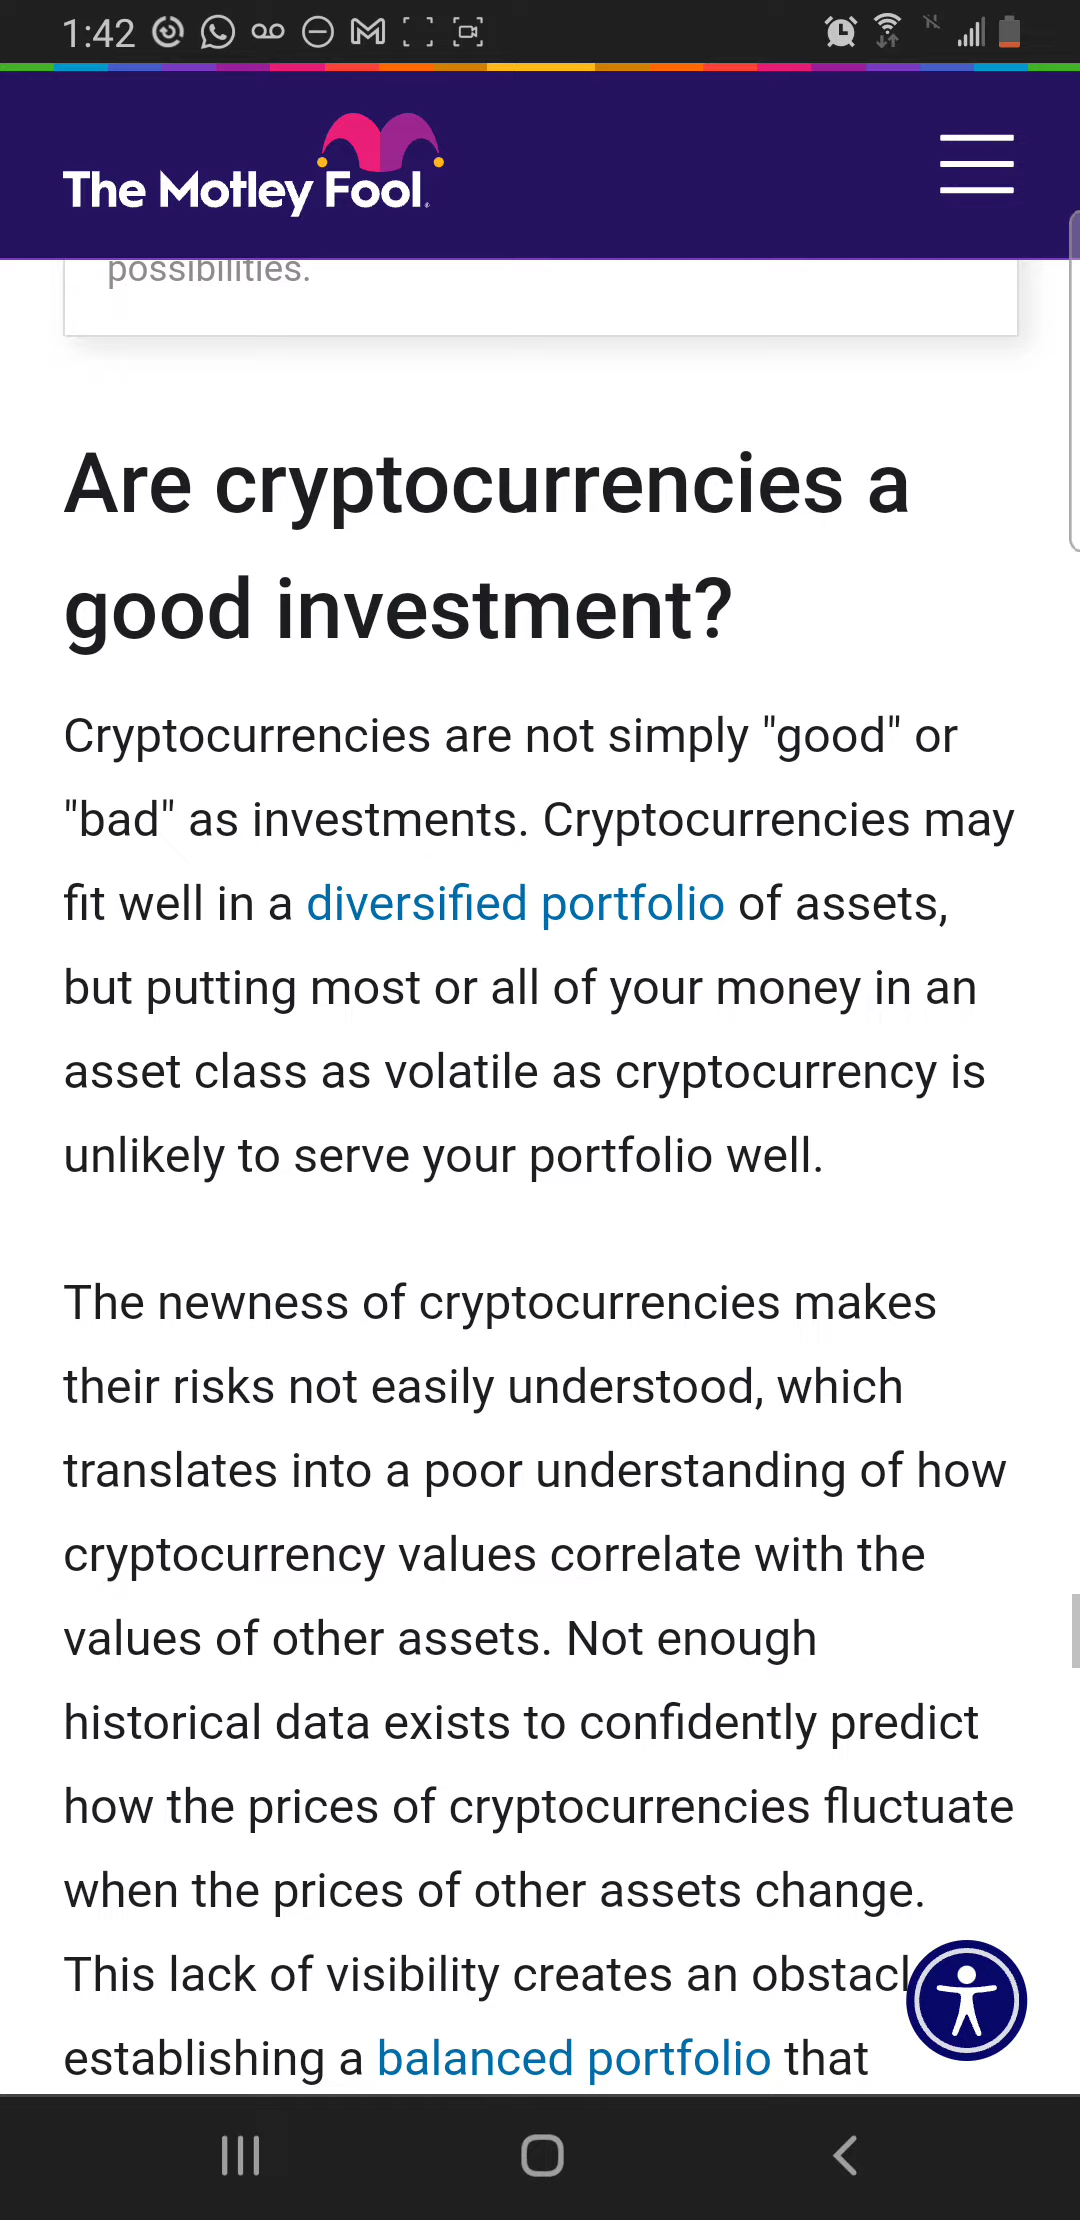 1:42
The Motley Fool.
possibilities.
Are cryptocurrencies a
good investment?
Cryptocurrencies are not simply "good" or
"bad" as investments. Cryptocurrencies may
fit well in a diversified portfolio of assets,
but putting most or all of your money in an
asset class as volatile as cryptocurrency is
unlikely to serve your portfolio well.
The newness of cryptocurrencies makes
their risks not easily understood, which
translates into a poor understanding of how
cryptocurrency values correlate with the
values of other assets. Not enough
historical data exists to confidently predict
how the prices of cryptocurrencies fluctuate
when the prices of other assets change.
This lack of visibility creates an obstacl
establishing a balanced portfolio that